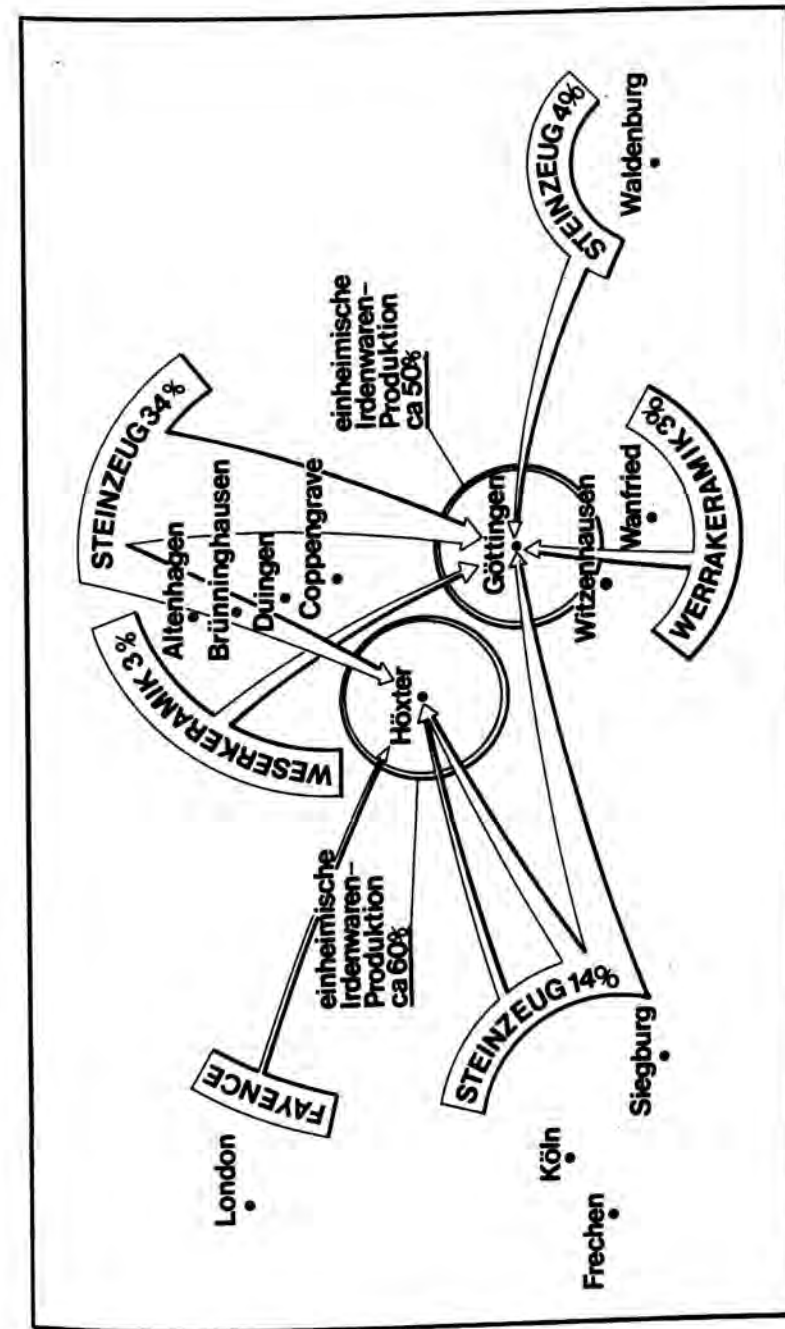 STEINZEUG 34%
Altenhagen
Brünninghausen
Duingen
Coppengrave
WESERKERAMIK 3%
London
FAYENCE
einheimische
Irdenwaren-
Produktion
ca 60%
Höxter
einheimische
Irdenwaren-
Produktion
ca 50%
Göttingen
STEINZEUG 4%
Waldenburg
STEINZEUG 14%
Köln
Frechen
Siegburg
Witzenhausen
Wanfried
WERRAKERAMIK 3%